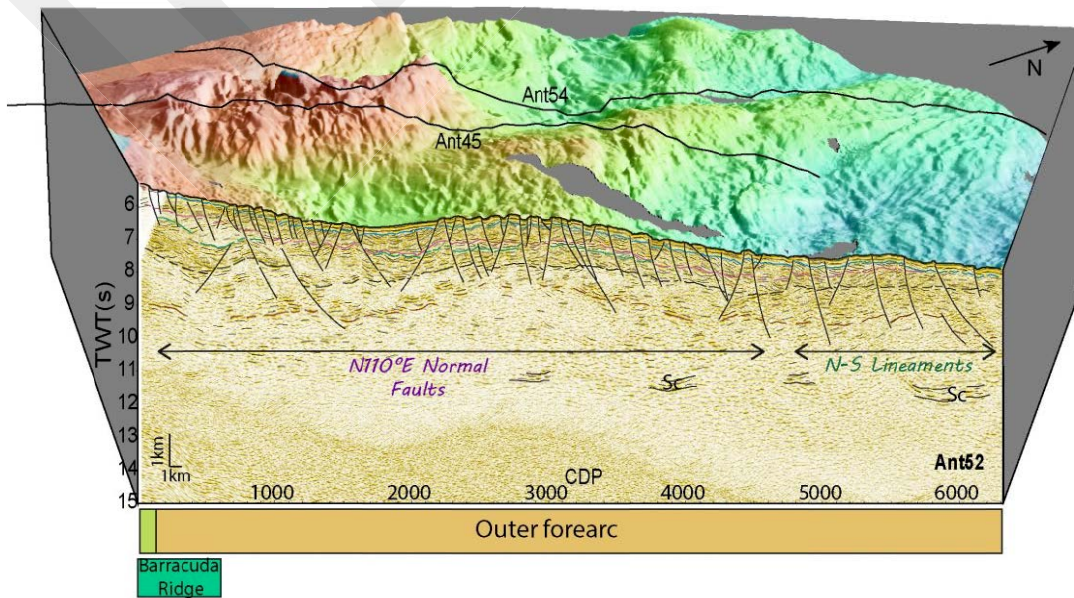 N
Ant54
Ant45
6
7
8
9
10
11
12
13
14
15
TWT(s)
N110°E Normal
Faults
N-S Lineaments
Sc
Sc
1km
1km
CDP
Ant52
1000
2000
3000
4000
5000
6000
Outer forearc
Barracuda
Ridge